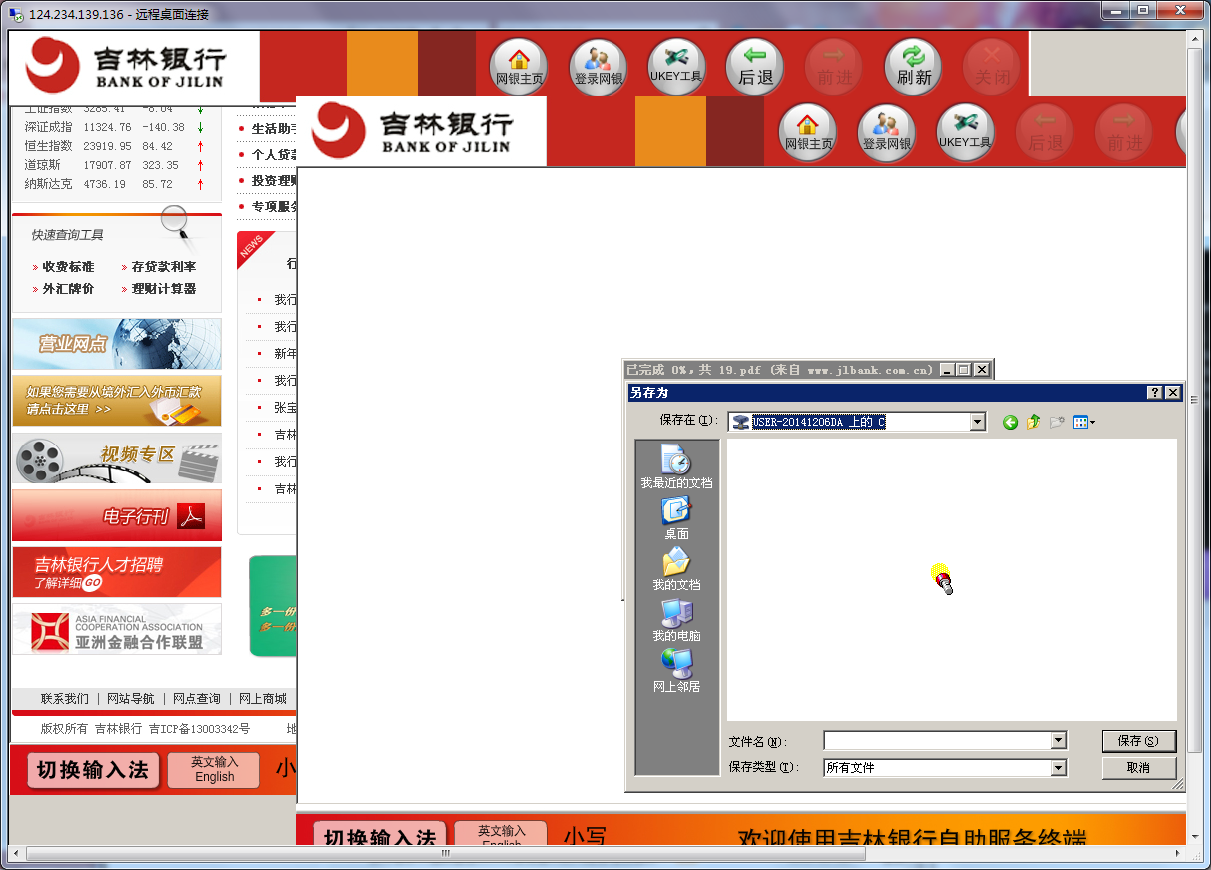 124.234.139.136 - 远程桌面连接
吉林银行
BANK OF JILIN
网银主页
登录网银
UKEY工具
后退
前进
刷新
关闭
吉林银行
BANK OF JILIN
网银主页
登录网银
UKEY工具
后退
前进
上证指数 3285.41 -8.04 ↓
深证成指 11324.76 -140.38 ↓
恒生指数 23919.95 84.42 ↑
道琼斯 17907.87 323.35 ↑
纳斯达克 4736.19 85.72 ↑
生活助手
个人贷款
投资理财
专项服务
快速查询工具
» 收费标准 » 存贷款利率
» 外汇牌价 » 理财计算器
NEWS
行
我行
我行
新年
我行
张宝
吉林
我行
吉林
营业网点
如果您需要从境外汇入外币汇款
请点击这里 >>
视频专区
电子行刊
吉林银行人才招聘
了解详细GO
ASIA FINANCIAL
COOPERATION ASSOCIATION
亚洲金融合作联盟
多一份
多一份
联系我们 | 网站导航 | 网点查询 | 网上商城
版权所有 吉林银行 吉ICP备13003342号 地
切换输入法
英文输入
English
小
已完成 0%，共 19.pdf (来自 www.jlbank.com.cn)
另存为
保存在(I)：
USER-20141206DA 上的 C
我最近的文档
桌面
我的文档
我的电脑
网上邻居
文件名(N)：
保存(S)
保存类型(T)：
所有文件
取消
切换输入法
英文输入
English
小写
欢迎使用吉林银行自助服务终端